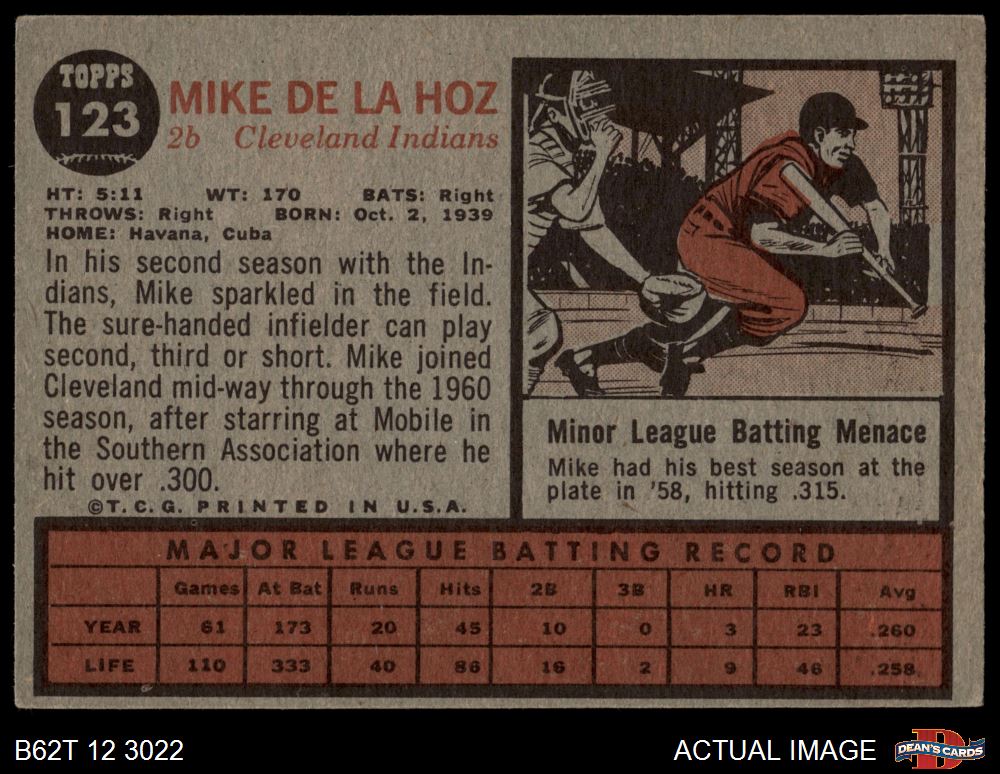 TOPPS
123
MIKE DE LA HOZ
2b Cleveland Indians
HT: 5:11 WT: 170 BATS: Right
THROWS: Right BORN: Oct. 2, 1939
HOME: Havana, Cuba
In his second season with the In-
dians, Mike sparkled in the field.
The sure-handed infielder can play
second, third or short. Mike joined
Cleveland mid-way through the 1960
season, after starring at Mobile in
the Southern Association where he
hit over .300.
©T.C.G. PRINTED IN U.S.A.
Minor League Batting Menace
Mike had his best season at the
plate in '58, hitting .315.
MAJOR LEAGUE BATTING RECORD
Games At Bat Runs Hits 2B 3B HR RBI Avg
YEAR 61 173 20 45 10 0 3 23 .260
LIFE 110 333 40 86 16 2 9 46 .258
B62T 12 3022 ACTUAL IMAGE
D
DEAN'S CARDS